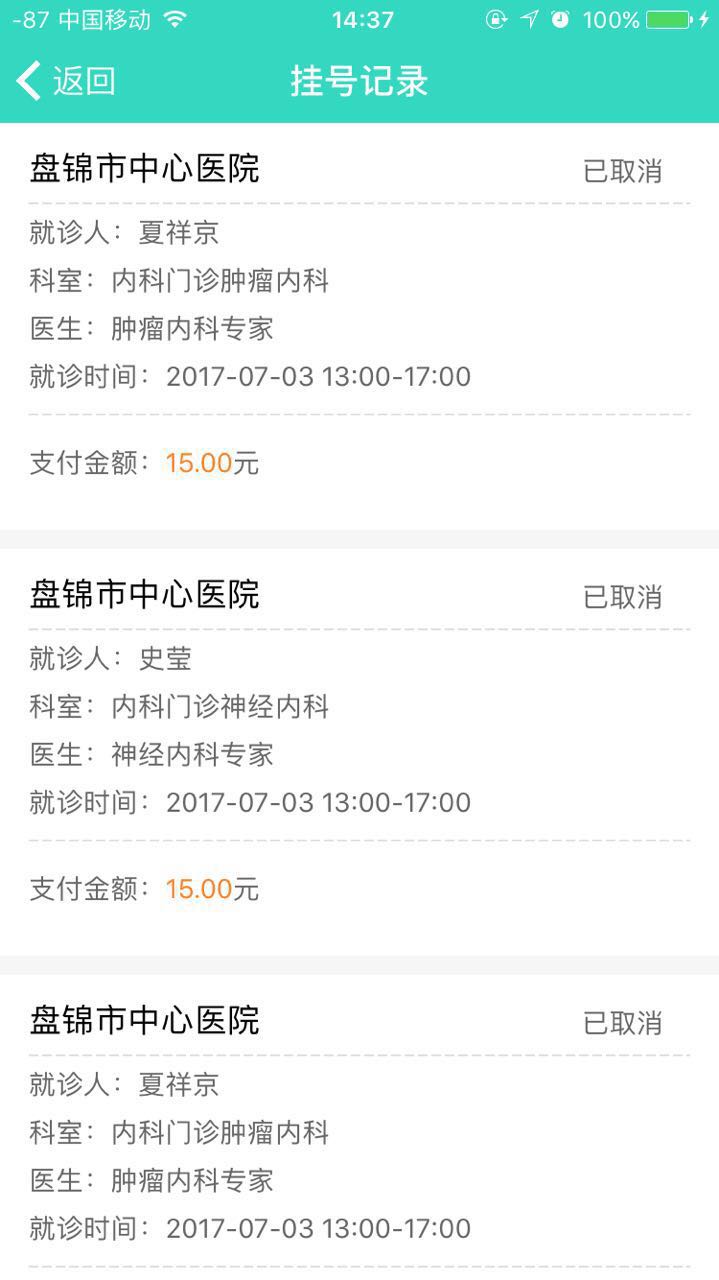 -87 中国移动 14:37 100%
返回 挂号记录
盘锦市中心医院 已取消
就诊人：夏祥京
科室：内科门诊肿瘤内科
医生：肿瘤内科专家
就诊时间：2017-07-03 13:00-17:00
支付金额：15.00元
盘锦市中心医院 已取消
就诊人：史莹
科室：内科门诊神经内科
医生：神经内科专家
就诊时间：2017-07-03 13:00-17:00
支付金额：15.00元
盘锦市中心医院 已取消
就诊人：夏祥京
科室：内科门诊肿瘤内科
医生：肿瘤内科专家
就诊时间：2017-07-03 13:00-17:00